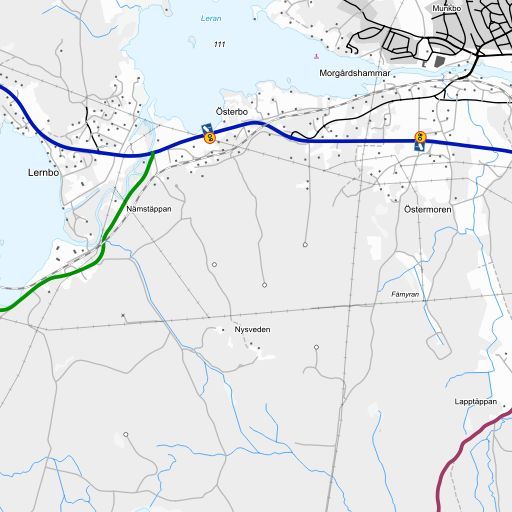 Munkbo
Leran
111
Morgårdshammar
Österbo
Lernbo
Nämstäppan
Östermoren
Färnyran
Nysveden
Lapptäppan